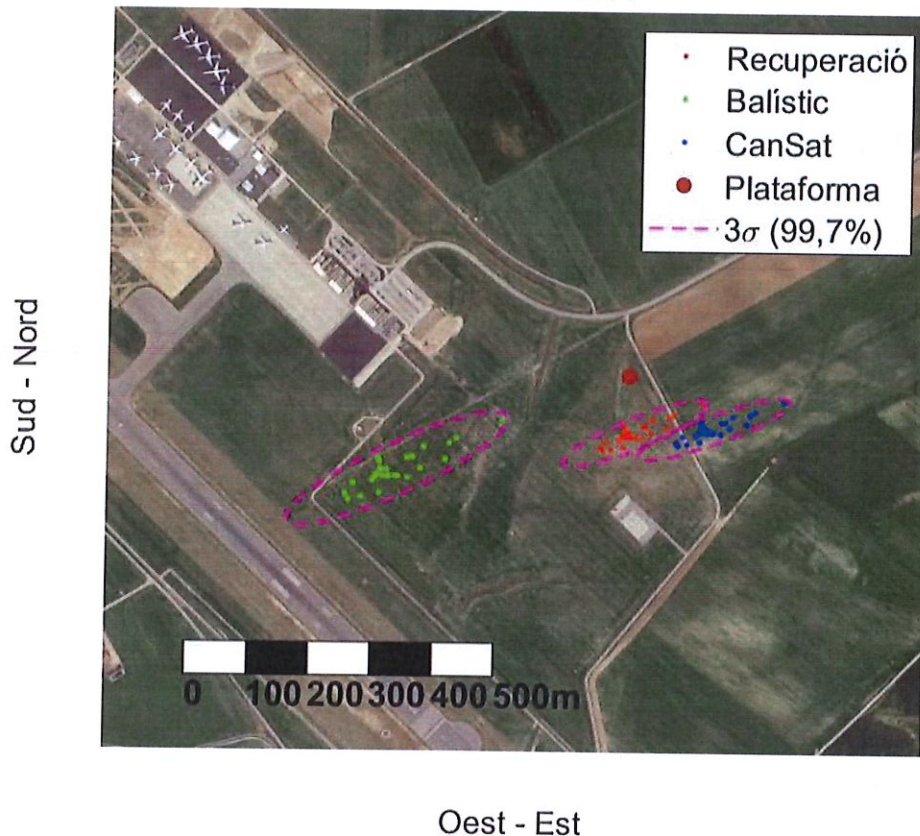 Recuperació
Balístic
CanSat
Plataforma
3σ (99,7%)
Sud - Nord
0 100 200 300 400 500m
Oest - Est